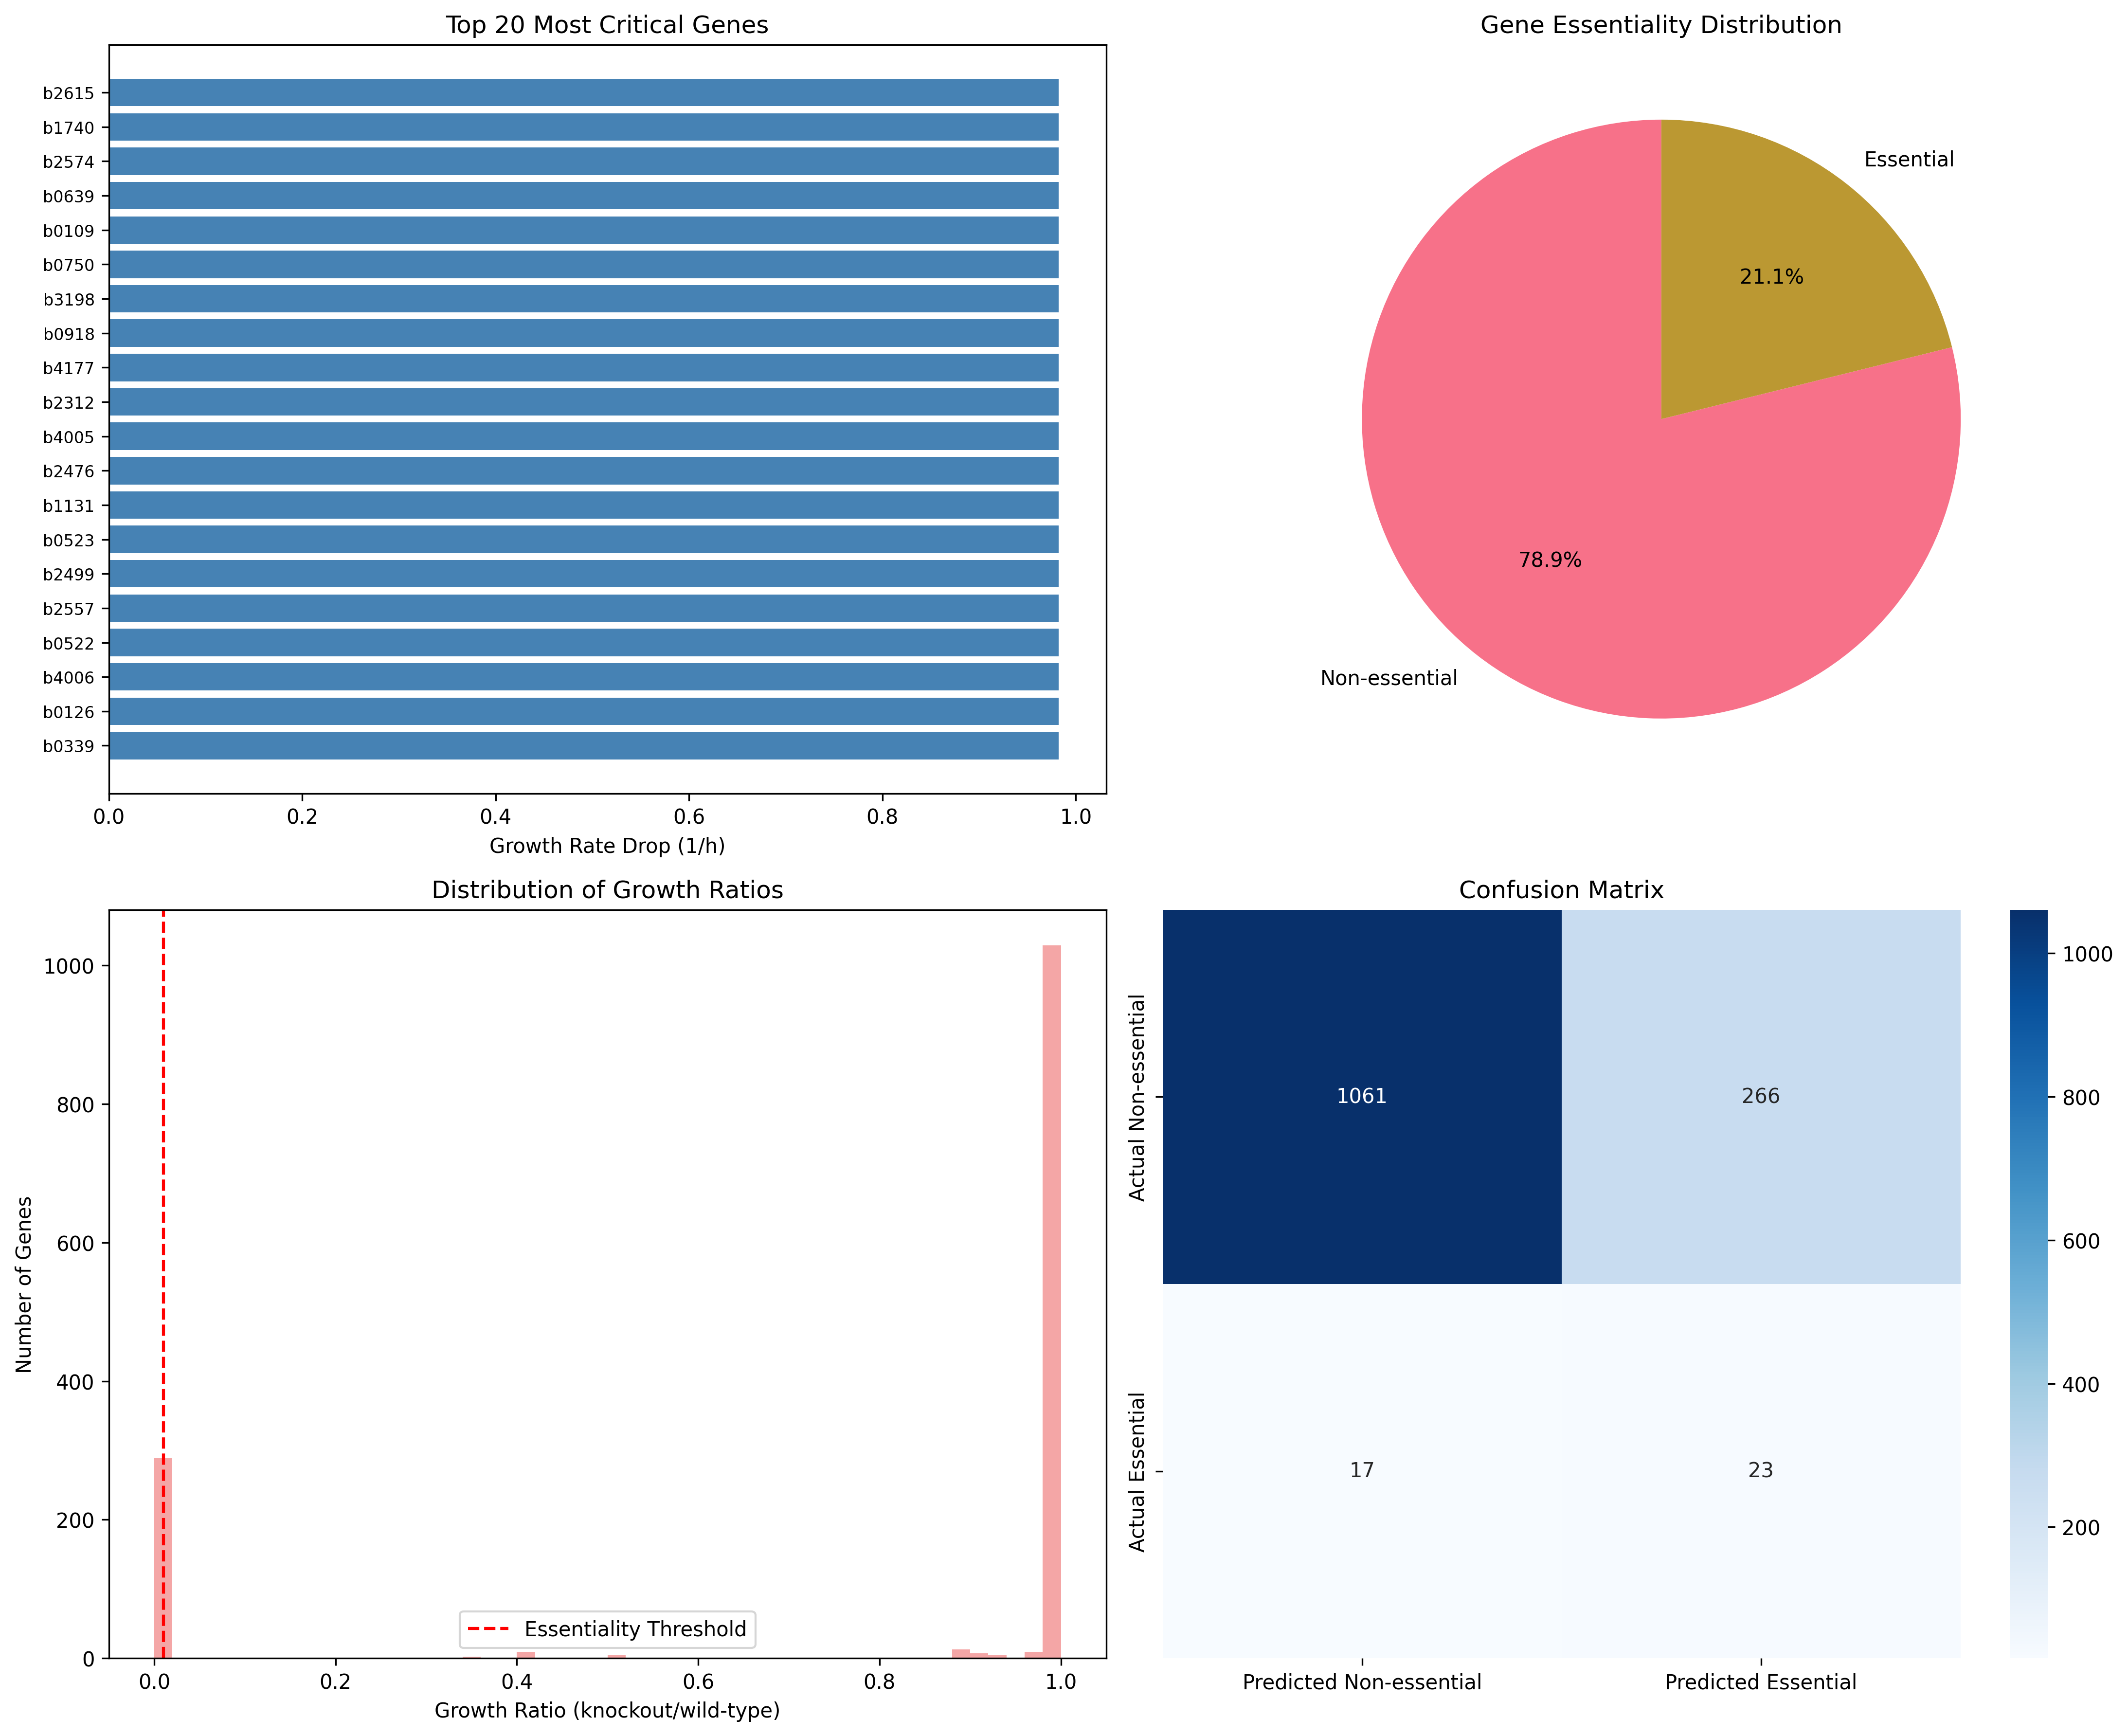 Top 20 Most Critical Genes
b2615
b1740
b2574
b0639
b0109
b0750
b3198
b0918
b4177
b2312
b4005
b2476
b1131
b0523
b2499
b2557
b0522
b4006
b0126
b0339
0.0 0.2 0.4 0.6 0.8 1.0
Growth Rate Drop (1/h)
Gene Essentiality Distribution
Essential
21.1%
78.9%
Non-essential
Distribution of Growth Ratios
Number of Genes
1000
800
600
400
200
0
Essentiality Threshold
0.0 0.2 0.4 0.6 0.8 1.0
Growth Ratio (knockout/wild-type)
Confusion Matrix
Actual Non-essential
1061 266
Actual Essential
17 23
Predicted Non-essential Predicted Essential
1000
800
600
400
200